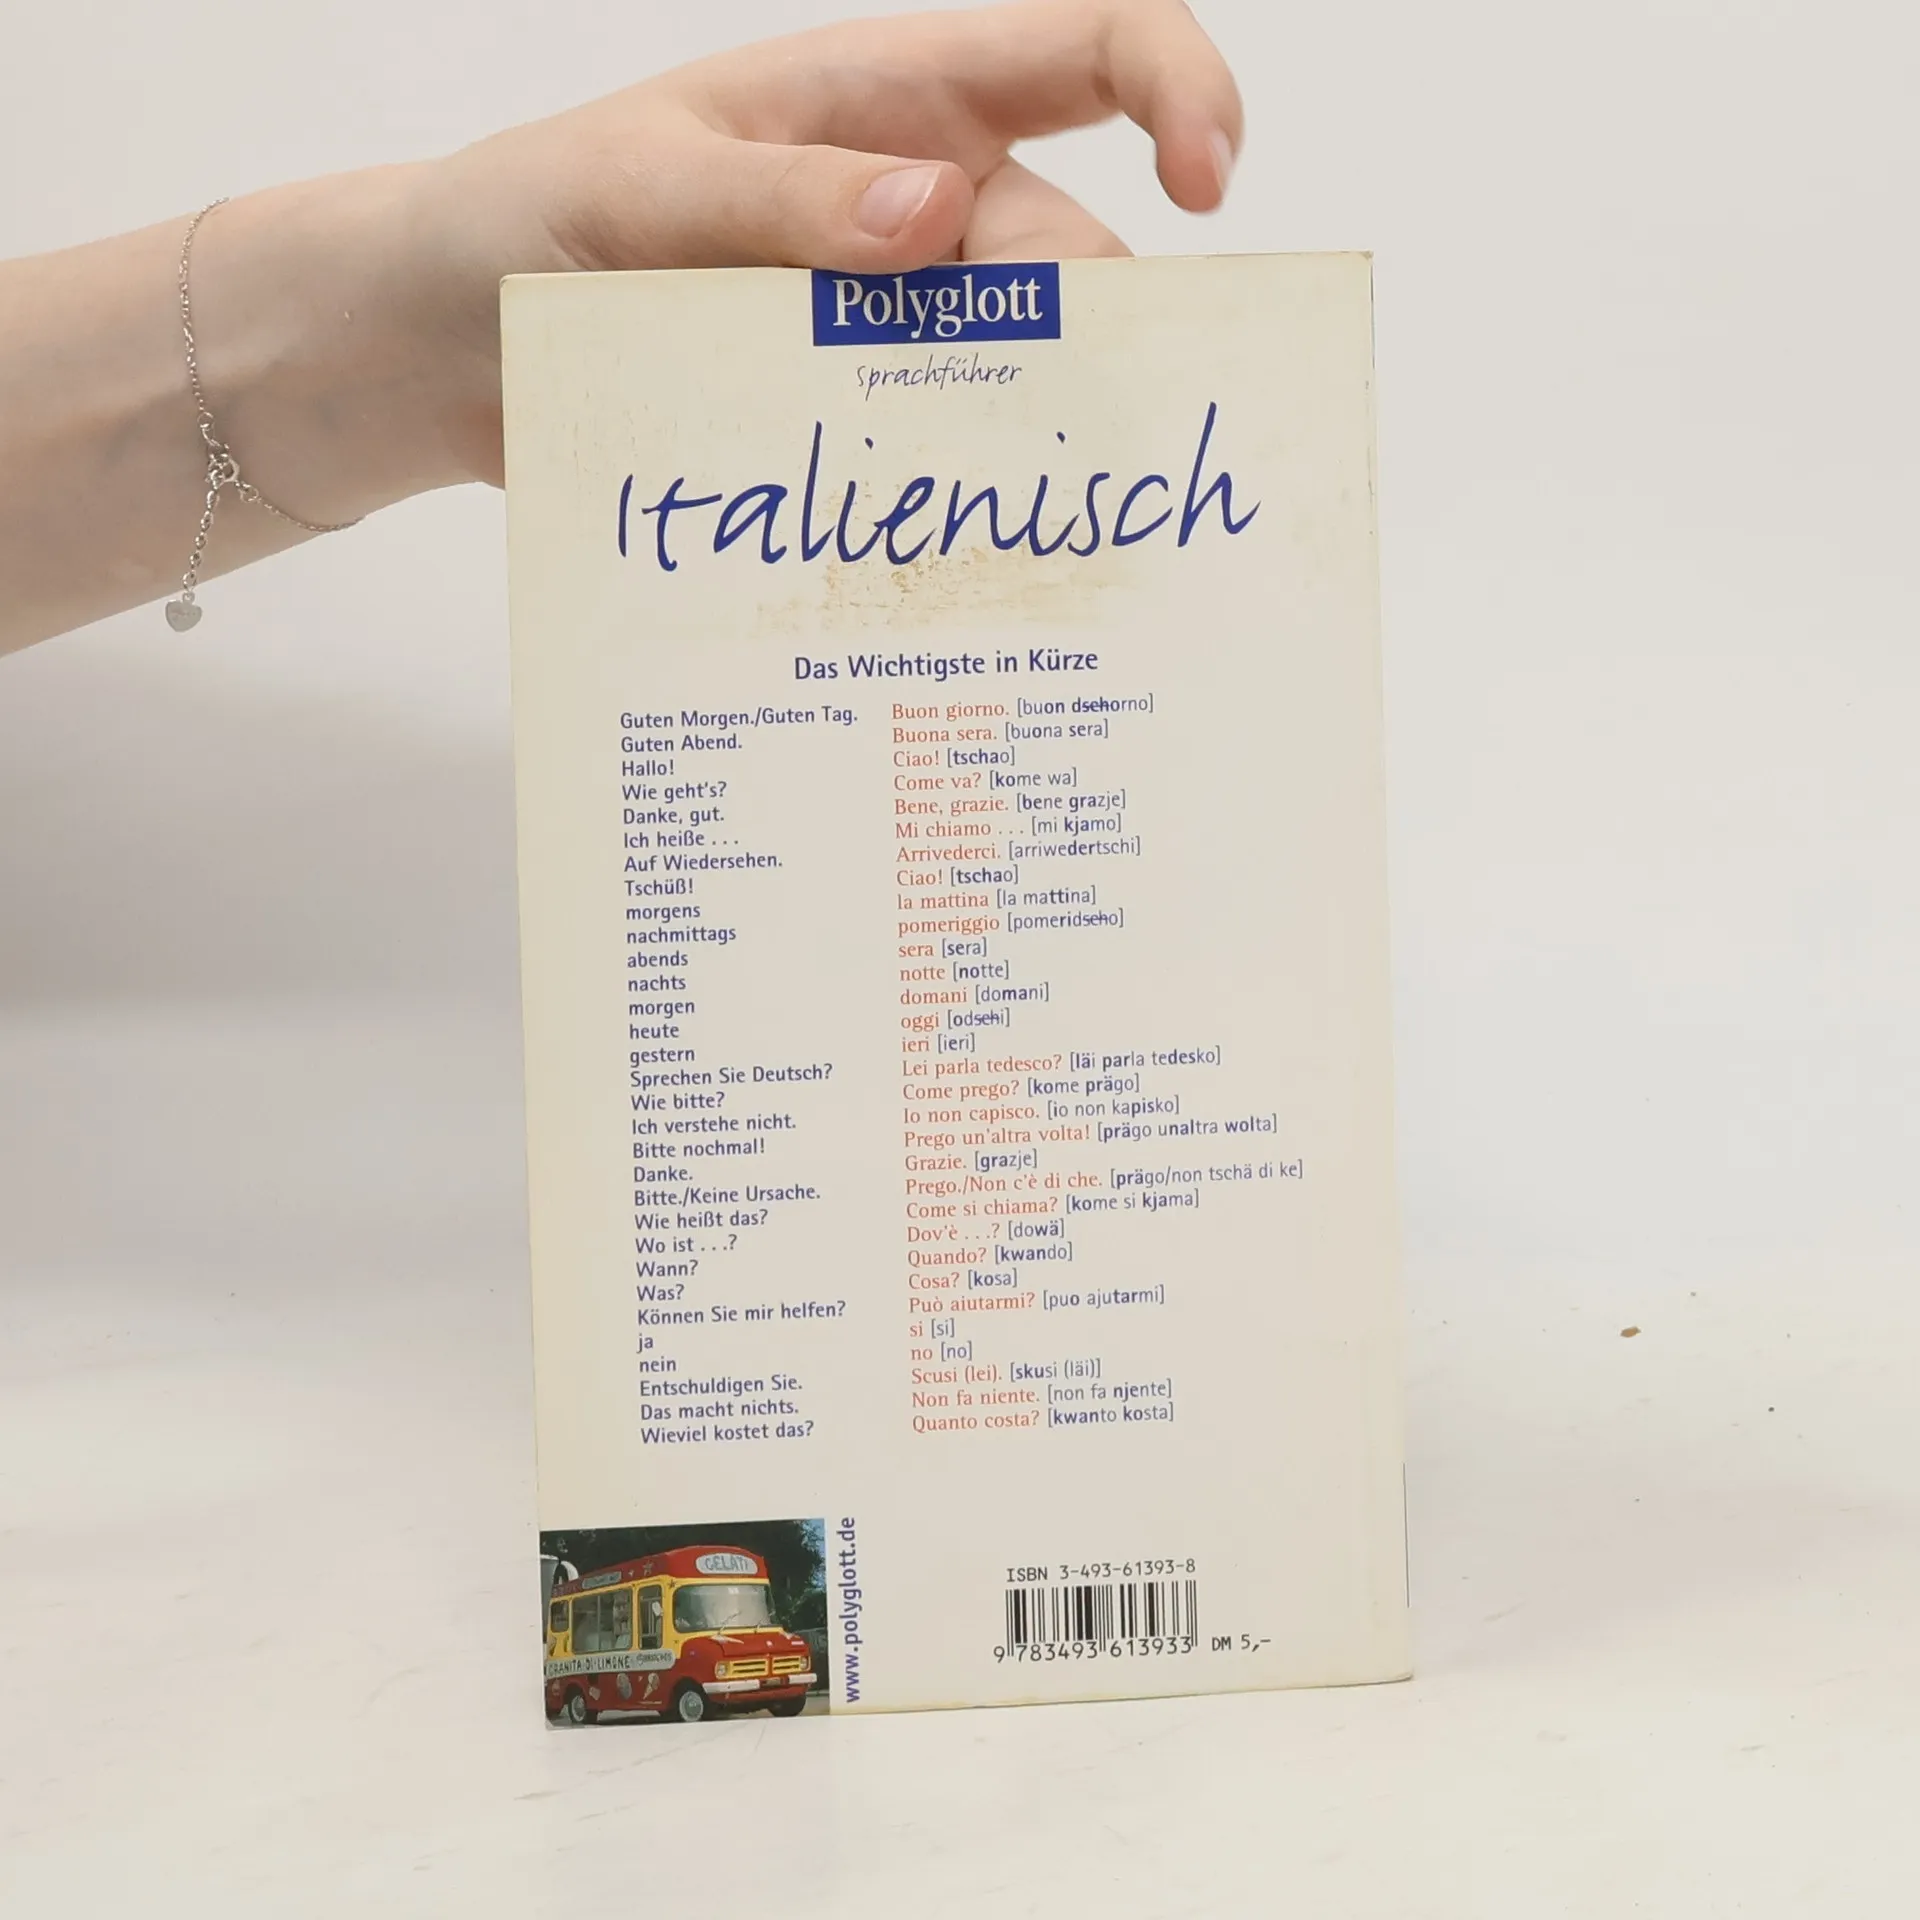 Polyglott
Sprachführer
Italienisch
Das Wichtigste in Kürze
Guten Morgen./Guten Tag. Buon giorno. [buon dschorno]
Guten Abend. Buona sera. [buona sera]
Hallo! Ciao! [tschao]
Wie geht's? Come va? [kome wa]
Danke, gut. Bene, grazie. [bene grazje]
Ich heiße . . . Mi chiamo . . . [mi kjamo]
Auf Wiedersehen. Arrivederci. [arriwedertschi]
Tschüß! Ciao! [tschao]
morgens la mattina [la mattina]
nachmittags pomeriggio [pomeridscho]
abends sera [sera]
nachts notte [notte]
morgen domani [domani]
heute oggi [odschi]
gestern ieri [ieri]
Sprechen Sie Deutsch? Lei parla tedesco? [läi parla tedesko]
Wie bitte? Come prego? [kome prägo]
Ich verstehe nicht. Io non capisco. [io non kapisko]
Bitte nochmal! Prego un'altra volta! [prägo unaltra wolta]
Danke. Grazie. [grazje]
Bitte./Keine Ursache. Prego./Non c'è di che. [prägo/non tschä di ke]
Wie heißt das? Come si chiama? [kome si kjama]
Wo ist . . .? Dov'è . . .? [dowä]
Wann? Quando? [kwando]
Was? Cosa? [kosa]
Können Sie mir helfen? Può aiutarmi? [puo ajutarmi]
ja si [si]
nein no [no]
Entschuldigen Sie. Scusi (lei). [skusi (läi)]
Das macht nichts. Non fa niente. [non fa njente]
Wieviel kostet das? Quanto costa? [kwanto kosta]
GELATI
GRANITA DI LIMONE
www.polyglott.de
ISBN 3-493-61393-8
9 783493 613933 DM 5,-